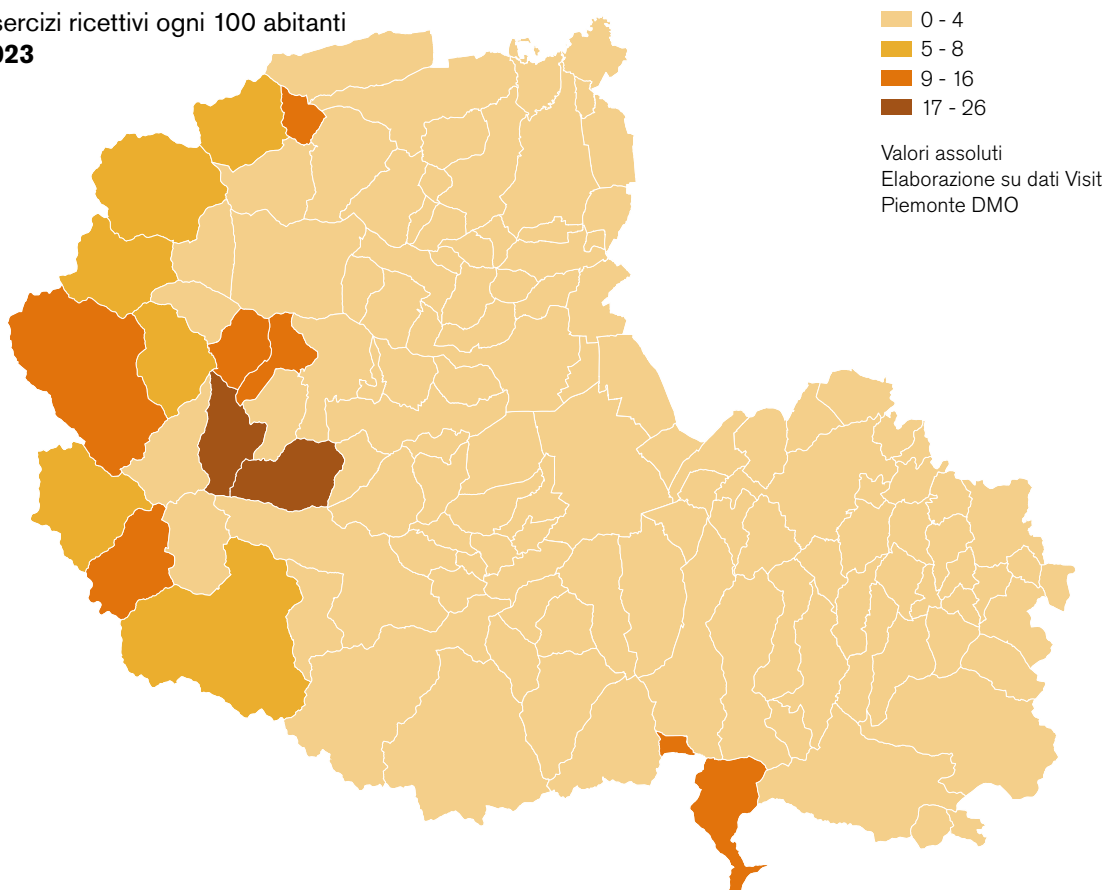 sercizi ricettivi ogni 100 abitanti
023
0 - 4
5 - 8
9 - 16
17 - 26
Valori assoluti
Elaborazione su dati Visit
Piemonte DMO